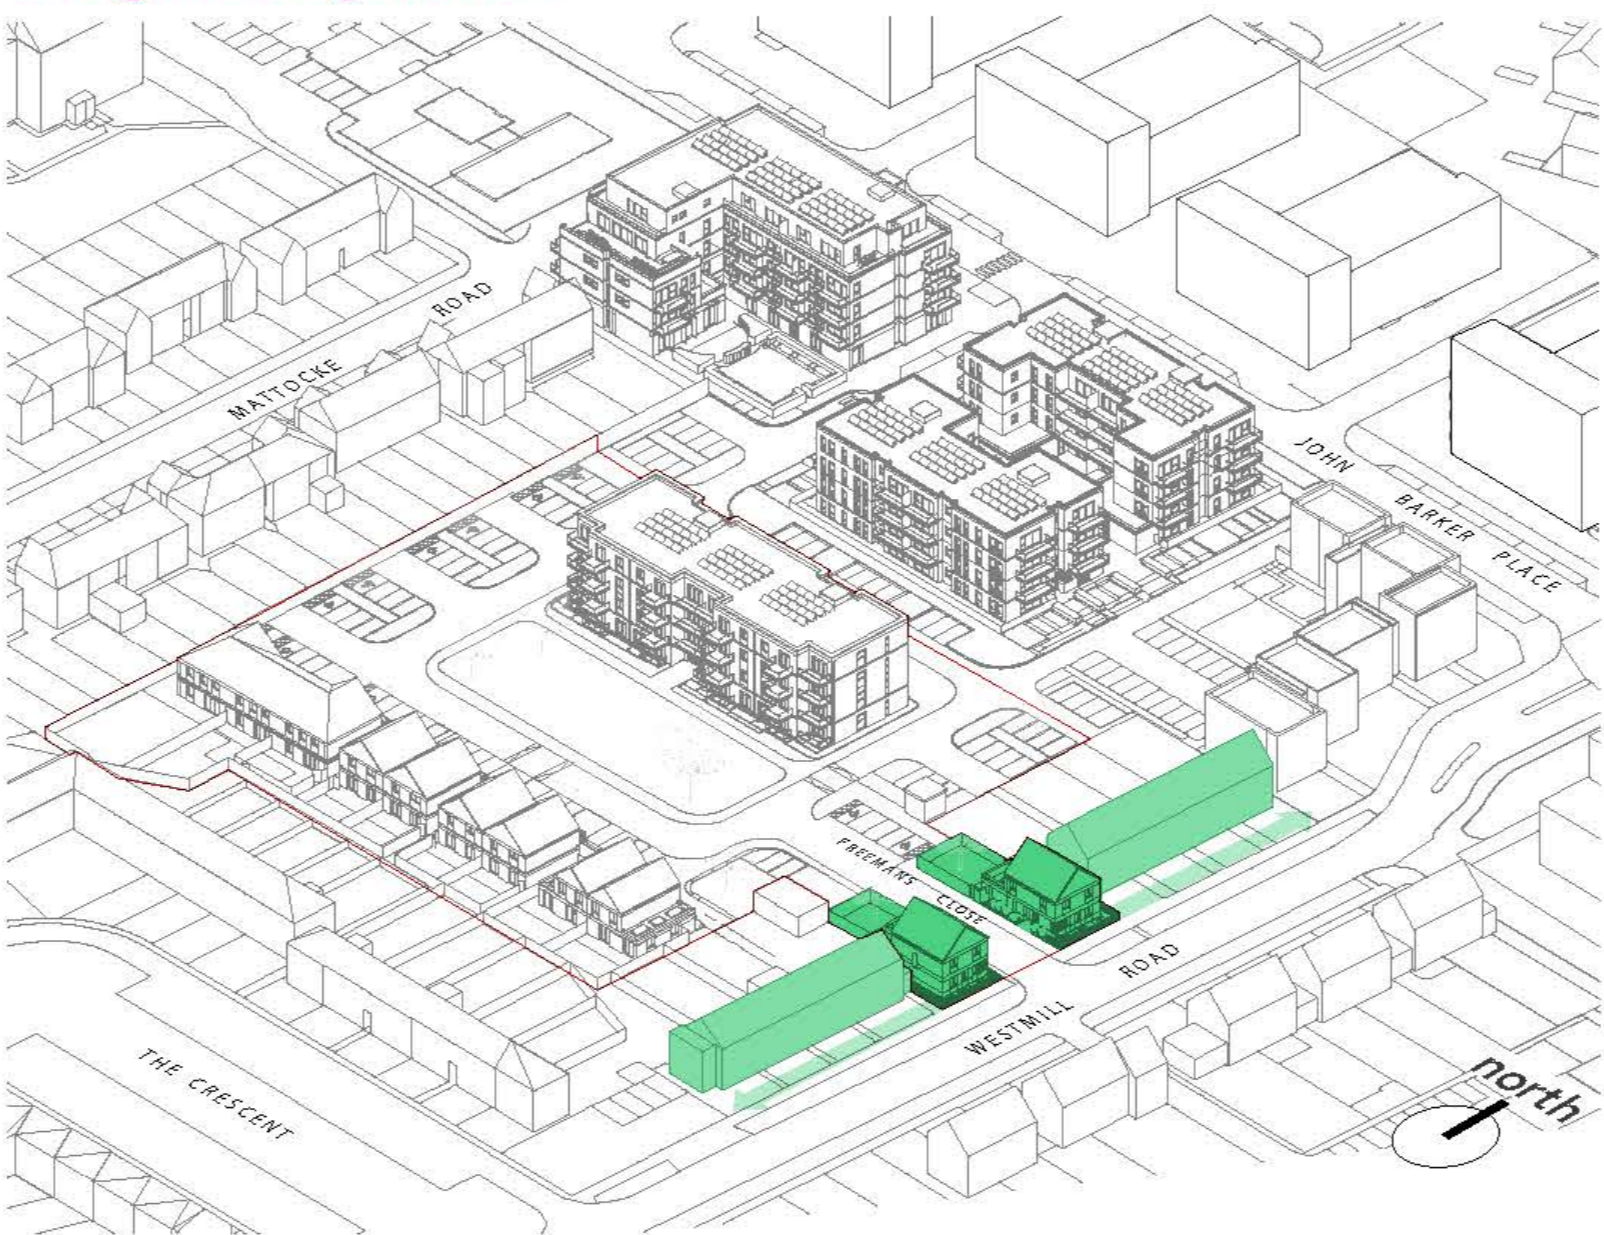 MATTOCKE ROAD
JOHN BARKER PLACE
FREEMANS CLOSE
WESTMILL ROAD
THE CRESCENT
north